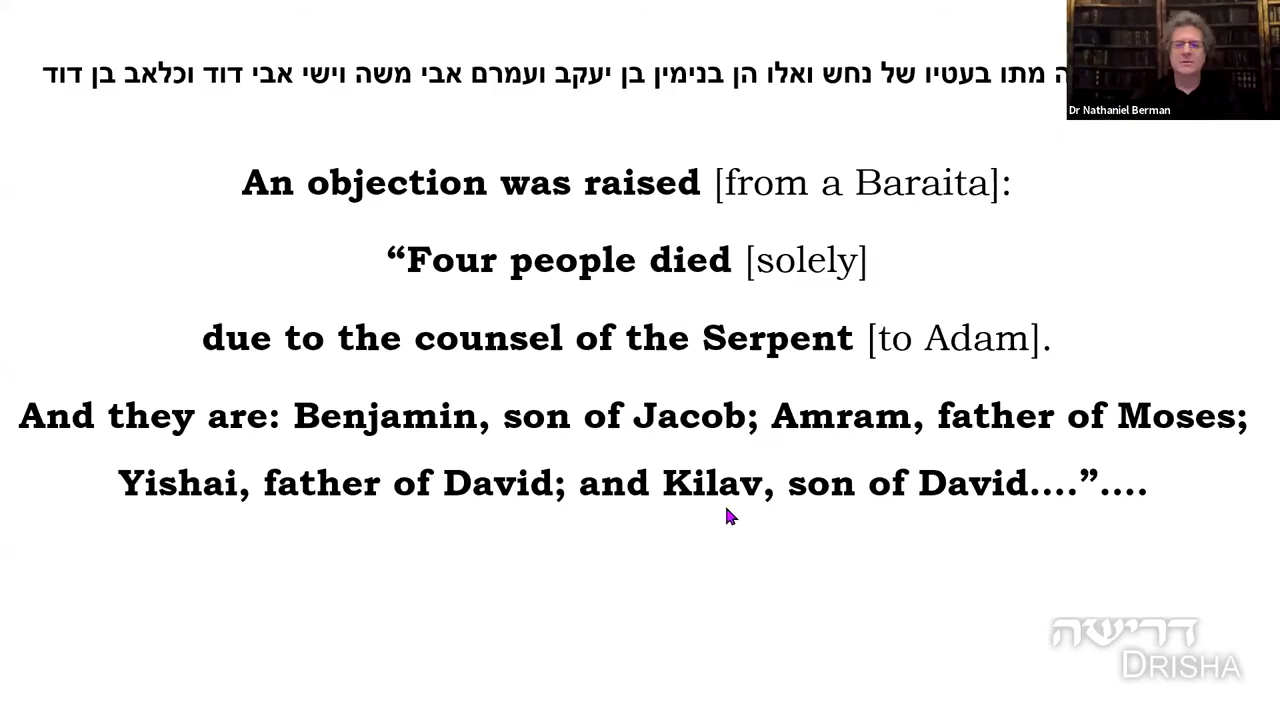 מתו בעטיו של נחש ואלו הן בנימין בן יעקב ועמרם אבי משה וישי אבי דוד וכלאב בן דוד
Dr Nathaniel Berman
An objection was raised [from a Baraita]:
“Four people died [solely]
due to the counsel of the Serpent [to Adam].
And they are: Benjamin, son of Jacob; Amram, father of Moses;
Yishai, father of David; and Kilav, son of David....”....
דרישה
DRISHA